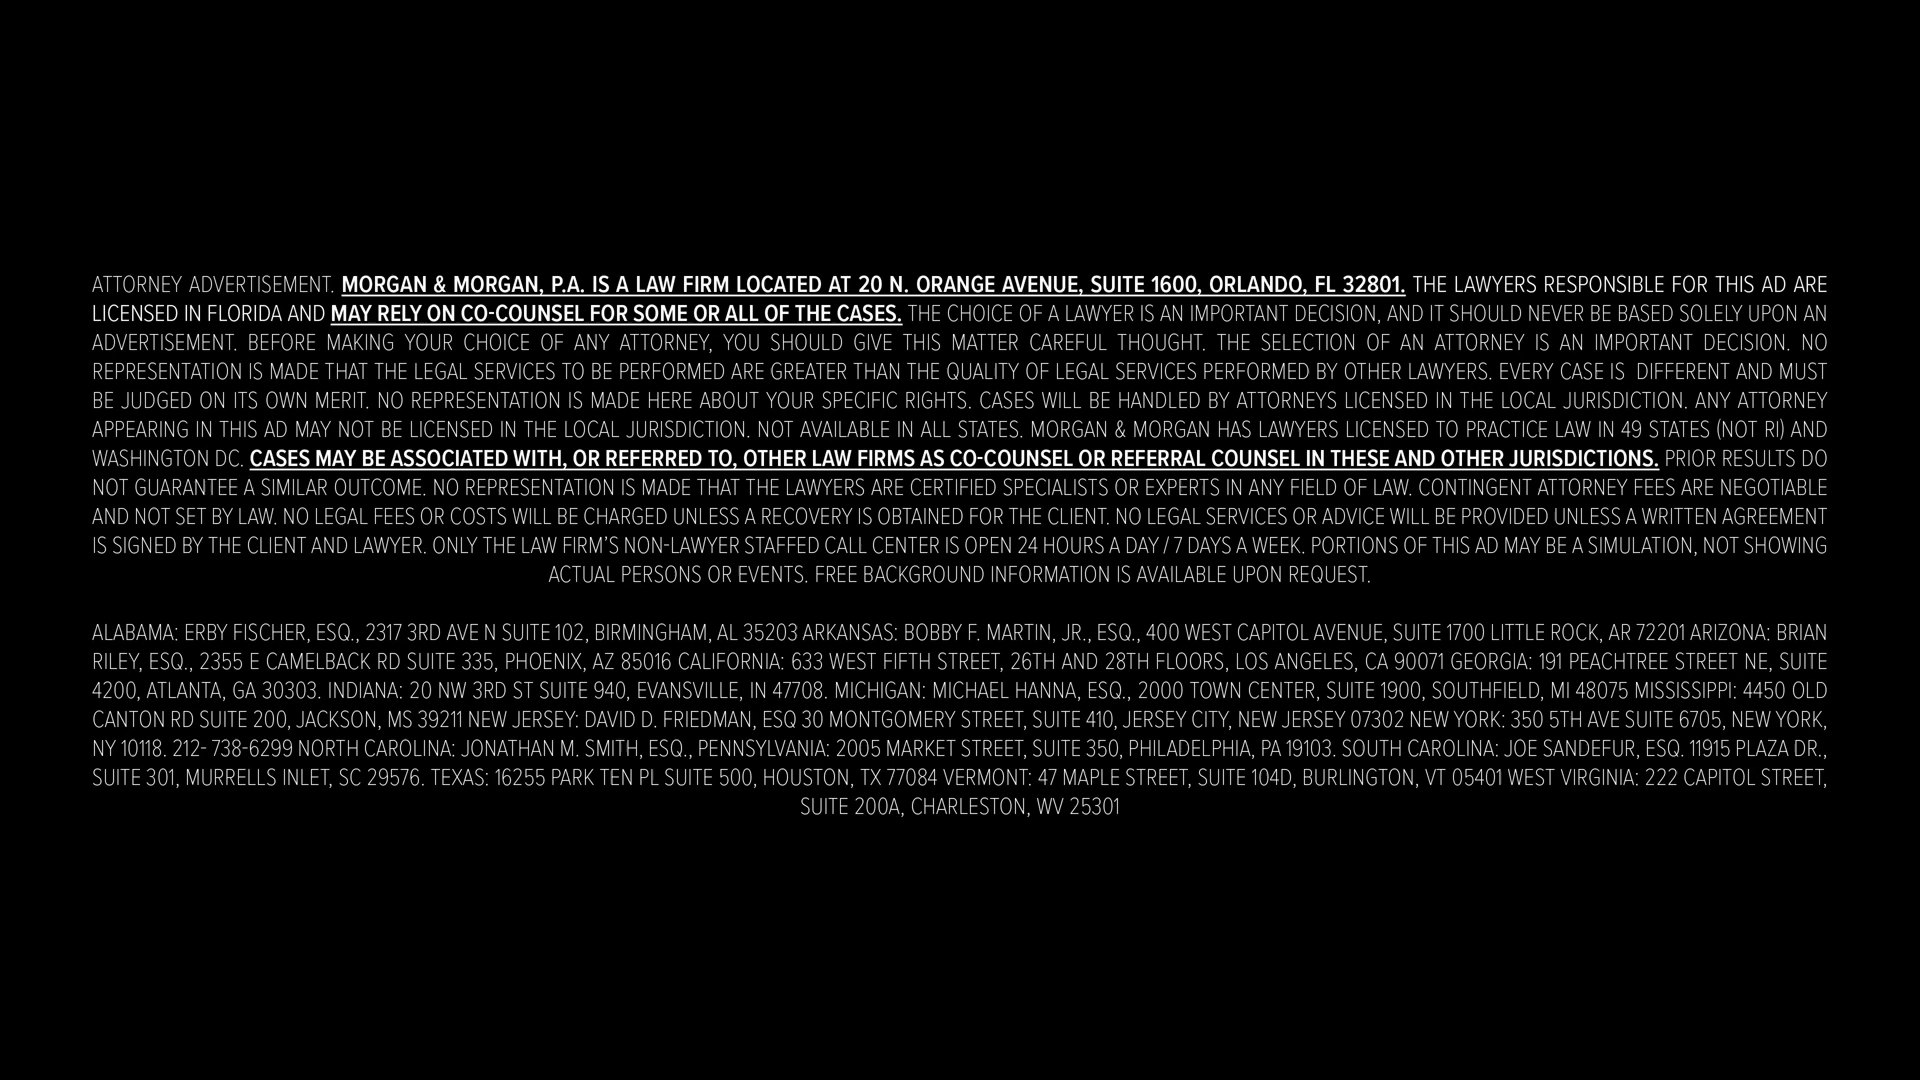 ATTORNEY ADVERTISEMENT. MORGAN & MORGAN, P.A. IS A LAW FIRM LOCATED AT 20 N. ORANGE AVENUE, SUITE 1600, ORLANDO, FL 32801. THE LAWYERS RESPONSIBLE FOR THIS AD ARE
LICENSED IN FLORIDA AND MAY RELY ON CO-COUNSEL FOR SOME OR ALL OF THE CASES. THE CHOICE OF A LAWYER IS AN IMPORTANT DECISION, AND IT SHOULD NEVER BE BASED SOLELY UPON AN
ADVERTISEMENT. BEFORE MAKING YOUR CHOICE OF ANY ATTORNEY, YOU SHOULD GIVE THIS MATTER CAREFUL THOUGHT. THE SELECTION OF AN ATTORNEY IS AN IMPORTANT DECISION. NO
REPRESENTATION IS MADE THAT THE LEGAL SERVICES TO BE PERFORMED ARE GREATER THAN THE QUALITY OF LEGAL SERVICES PERFORMED BY OTHER LAWYERS. EVERY CASE IS DIFFERENT AND MUST
BE JUDGED ON ITS OWN MERIT. NO REPRESENTATION IS MADE HERE ABOUT YOUR SPECIFIC RIGHTS. CASES WILL BE HANDLED BY ATTORNEYS LICENSED IN THE LOCAL JURISDICTION. ANY ATTORNEY
APPEARING IN THIS AD MAY NOT BE LICENSED IN THE LOCAL JURISDICTION. NOT AVAILABLE IN ALL STATES. MORGAN & MORGAN HAS LAWYERS LICENSED TO PRACTICE LAW IN 49 STATES (NOT RI) AND
WASHINGTON DC. CASES MAY BE ASSOCIATED WITH, OR REFERRED TO, OTHER LAW FIRMS AS CO-COUNSEL OR REFERRAL COUNSEL IN THESE AND OTHER JURISDICTIONS. PRIOR RESULTS DO
NOT GUARANTEE A SIMILAR OUTCOME. NO REPRESENTATION IS MADE THAT THE LAWYERS ARE CERTIFIED SPECIALISTS OR EXPERTS IN ANY FIELD OF LAW. CONTINGENT ATTORNEY FEES ARE NEGOTIABLE
AND NOT SET BY LAW. NO LEGAL FEES OR COSTS WILL BE CHARGED UNLESS A RECOVERY IS OBTAINED FOR THE CLIENT. NO LEGAL SERVICES OR ADVICE WILL BE PROVIDED UNLESS A WRITTEN AGREEMENT
IS SIGNED BY THE CLIENT AND LAWYER. ONLY THE LAW FIRM’S NON-LAWYER STAFFED CALL CENTER IS OPEN 24 HOURS A DAY / 7 DAYS A WEEK. PORTIONS OF THIS AD MAY BE A SIMULATION, NOT SHOWING
ACTUAL PERSONS OR EVENTS. FREE BACKGROUND INFORMATION IS AVAILABLE UPON REQUEST.
ALABAMA: ERBY FISCHER, ESQ., 2317 3RD AVE N SUITE 102, BIRMINGHAM, AL 35203 ARKANSAS: BOBBY F. MARTIN, JR., ESQ., 400 WEST CAPITOL AVENUE, SUITE 1700 LITTLE ROCK, AR 72201 ARIZONA: BRIAN
RILEY, ESQ., 2355 E CAMELBACK RD SUITE 335, PHOENIX, AZ 85016 CALIFORNIA: 633 WEST FIFTH STREET, 26TH AND 28TH FLOORS, LOS ANGELES, CA 90071 GEORGIA: 191 PEACHTREE STREET NE, SUITE
4200, ATLANTA, GA 30303. INDIANA: 20 NW 3RD ST SUITE 940, EVANSVILLE, IN 47708. MICHIGAN: MICHAEL HANNA, ESQ., 2000 TOWN CENTER, SUITE 1900, SOUTHFIELD, MI 48075 MISSISSIPPI: 4450 OLD
CANTON RD SUITE 200, JACKSON, MS 39211 NEW JERSEY: DAVID D. FRIEDMAN, ESQ 30 MONTGOMERY STREET, SUITE 410, JERSEY CITY, NEW JERSEY 07302 NEW YORK: 350 5TH AVE SUITE 6705, NEW YORK,
NY 10118. 212- 738-6299 NORTH CAROLINA: JONATHAN M. SMITH, ESQ., PENNSYLVANIA: 2005 MARKET STREET, SUITE 350, PHILADELPHIA, PA 19103. SOUTH CAROLINA: JOE SANDEFUR, ESQ. 11915 PLAZA DR.,
SUITE 301, MURRELLS INLET, SC 29576. TEXAS: 16255 PARK TEN PL SUITE 500, HOUSTON, TX 77084 VERMONT: 47 MAPLE STREET, SUITE 104D, BURLINGTON, VT 05401 WEST VIRGINIA: 222 CAPITOL STREET,
SUITE 200A, CHARLESTON, WV 25301